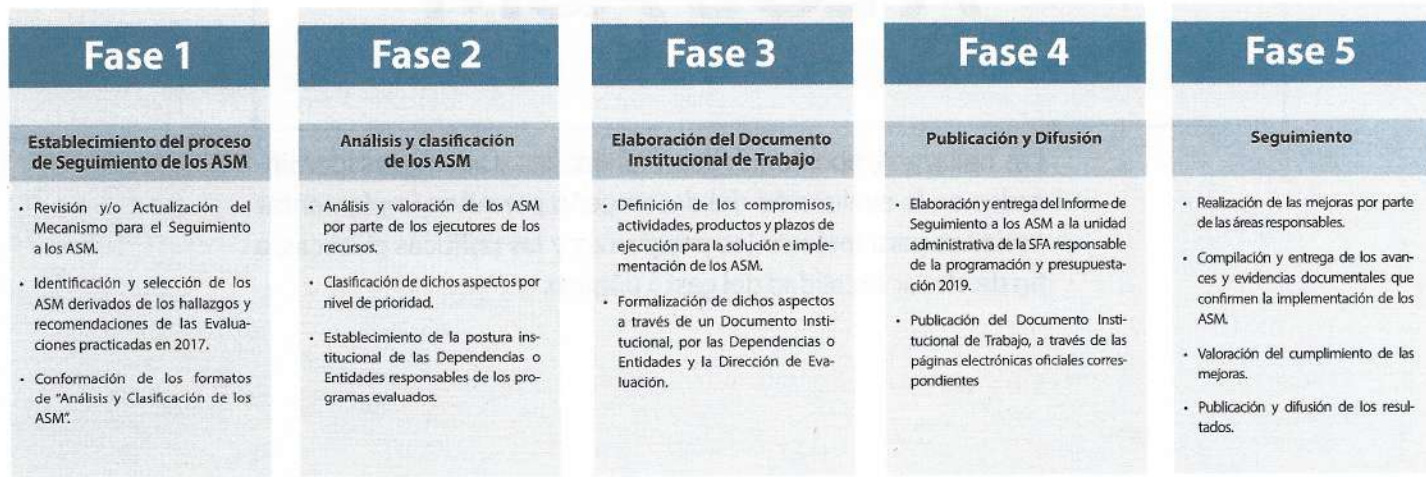 Fase 1
Establecimiento del proceso
de Seguimiento de los ASM
• Revisión y/o Actualización del
Mecanismo para el Seguimiento
a los ASM.
• Identificación y selección de los
ASM derivados de los hallazgos y
recomendaciones de las Evalua-
ciones practicadas en 2017.
• Conformación de los formatos
de "Análisis y Clasificación de los
ASM".
Fase 2
Análisis y clasificación
de los ASM
• Análisis y valoración de los ASM
por parte de los ejecutores de los
recursos.
• Clasificación de dichos aspectos por
nivel de prioridad.
• Establecimiento de la postura ins-
titucional de las Dependencias o
Entidades responsables de los pro-
gramas evaluados.
Fase 3
Elaboración del Documento
Institucional de Trabajo
• Definición de los compromisos,
actividades, productos y plazos de
ejecución para la solución e imple-
mentación de los ASM.
• Formalización de dichos aspectos
a través de un Documento Insti-
tucional, por las Dependencias o
Entidades y la Dirección de Eva-
luación.
Fase 4
Publicación y Difusión
• Elaboración y entrega del Informe de
Seguimiento a los ASM a la unidad
administrativa de la SFA responsable
de la programación y presupuesta-
ción 2019.
• Publicación del Documento Insti-
tucional de Trabajo, a través de las
páginas electrónicas oficiales corres-
pondientes
Fase 5
Seguimiento
• Realización de las mejoras por parte
de las áreas responsables.
• Compilación y entrega de los avan-
ces y evidencias documentales que
confirmen la implementación de los
ASM.
• Valoración del cumplimiento de las
mejoras.
• Publicación y difusión de los resul-
tados.